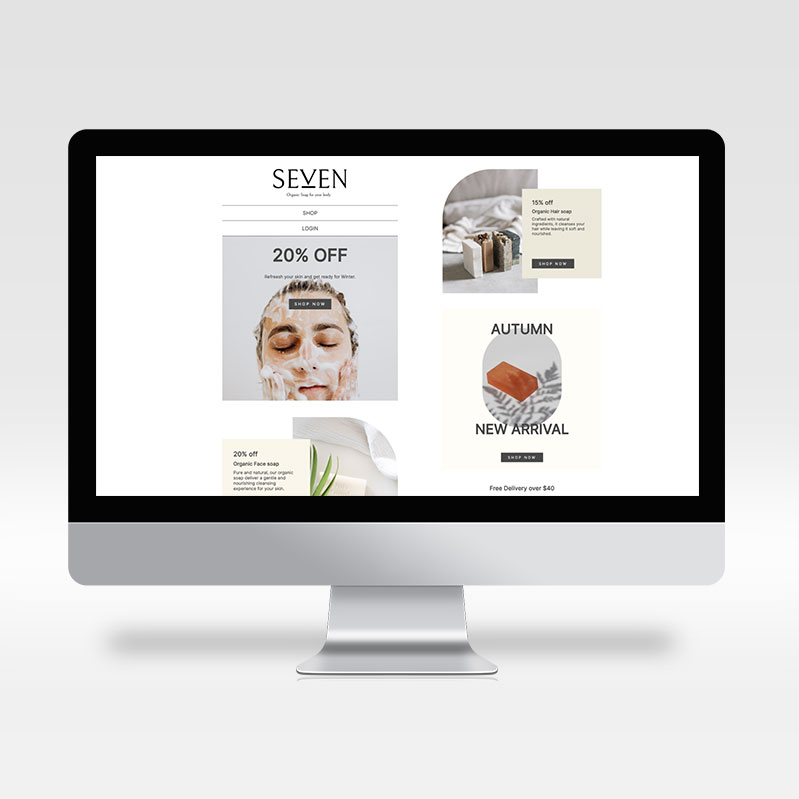 SEVEN
Organic Soap for your body
SHOP
LOGIN
20% OFF
Refreash your skin and get ready for Winter.
SHOP NOW
20% off
Organic Face soap
Pure and natural, our organic
soap deliver a gentle and
nourishing cleansing
experience for your skin.
15% off
Organic Hair soap
Crafted with natural
ingredients, it cleanses your
hair while leaving it soft and
nourished.
SHOP NOW
AUTUMN
NEW ARRIVAL
SHOP NOW
Free Delivery over $40